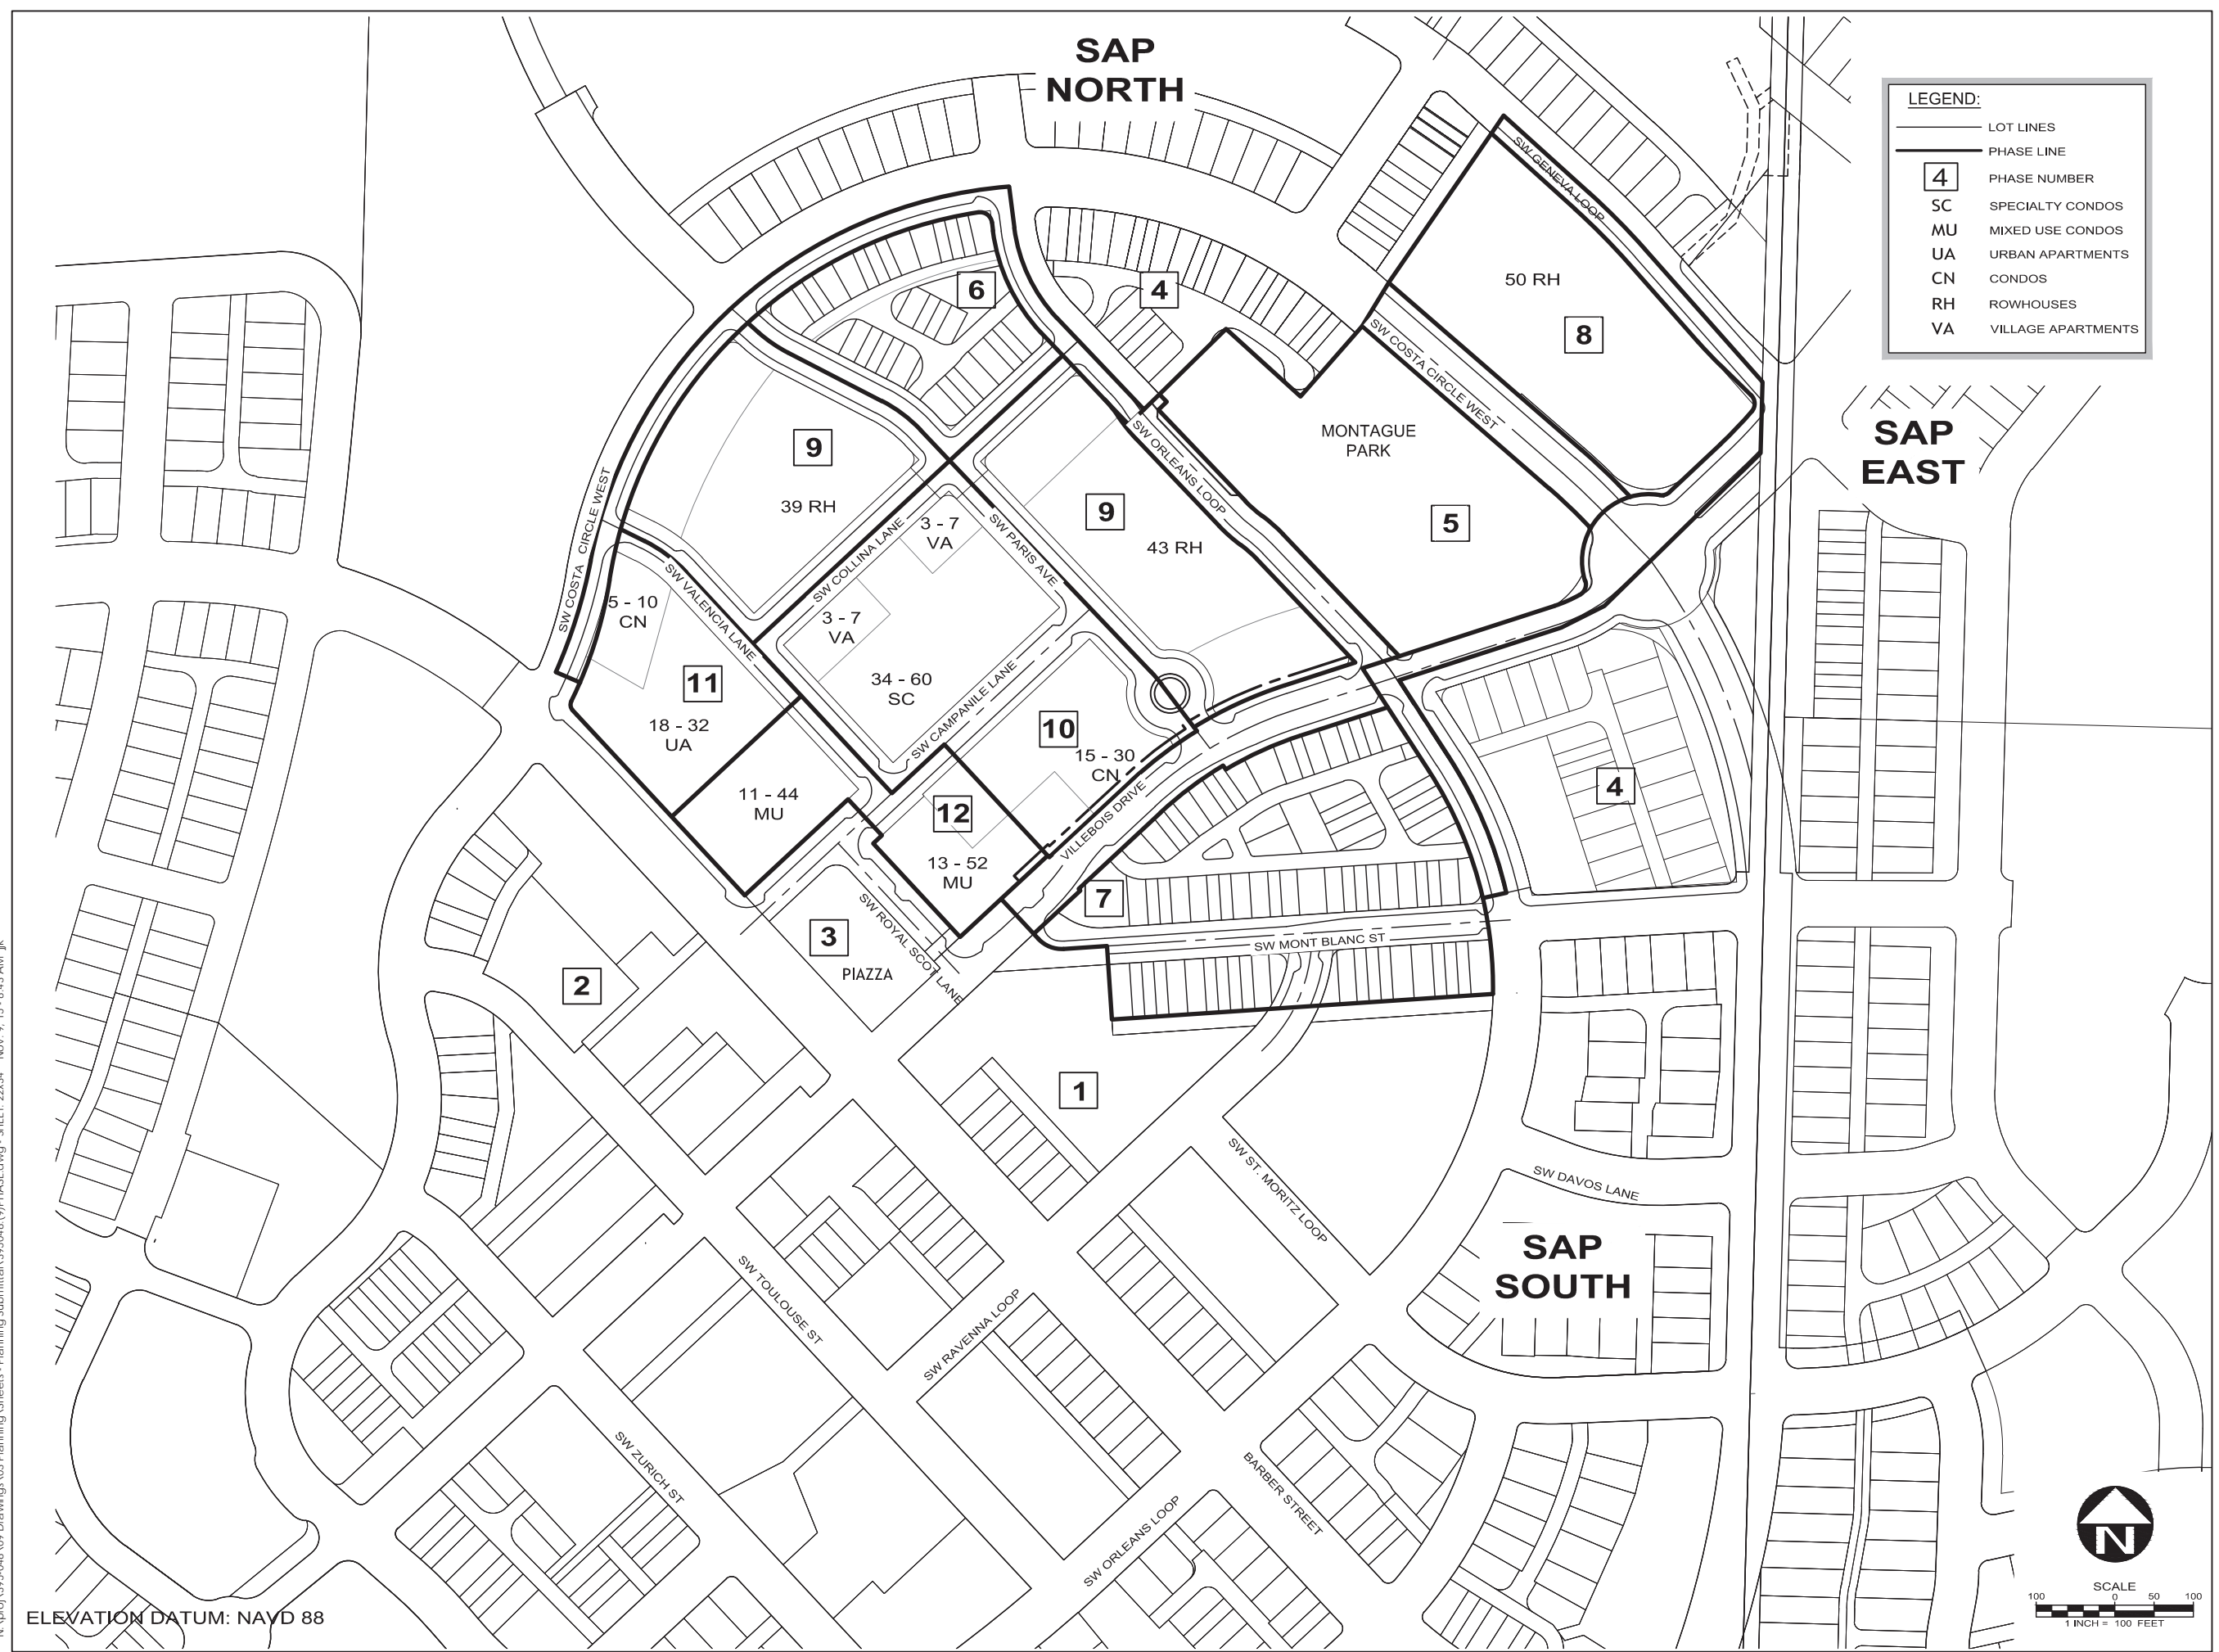 SAP
NORTH
LEGEND:
LOT LINES
PHASE LINE
4 PHASE NUMBER
SC SPECIALTY CONDOS
MU MIXED USE CONDOS
UA URBAN APARTMENTS
CN CONDOS
RH ROWHOUSES
VA VILLAGE APARTMENTS
SW GENEVA LOOP
50 RH
8
6
4
SW COSTA CIRCLE WEST
MONTAGUE
PARK
SAP
EAST
9
39 RH
SW COSTA CIRCLE WEST
SW ORLEANS LOOP
9
43 RH
5
3 - 7
VA
SW PARIS AVE
SW COLLINA LANE
SW VALENCIA LANE
5 - 10
CN
3 - 7
VA
11
34 - 60
SC
SW CAMPANILE LANE
18 - 32
UA
10
15 - 30
CN
11 - 44
MU
12
VILLEBOIS DRIVE
13 - 52
MU
4
7
3
PIAZZA
SW ROYAL SCOT LANE
SW MONT BLANC ST
2
1
SW ST. MORITZ LOOP
SW DAVOS LANE
SAP
SOUTH
SW TOULOUSE ST
SW RAVENNA LOOP
SW ZURICH ST
BARBER STREET
SW ORLEANS LOOP
N
SCALE
100 0 50 100
1 INCH = 100 FEET
ELEVATION DATUM: NAVD 88